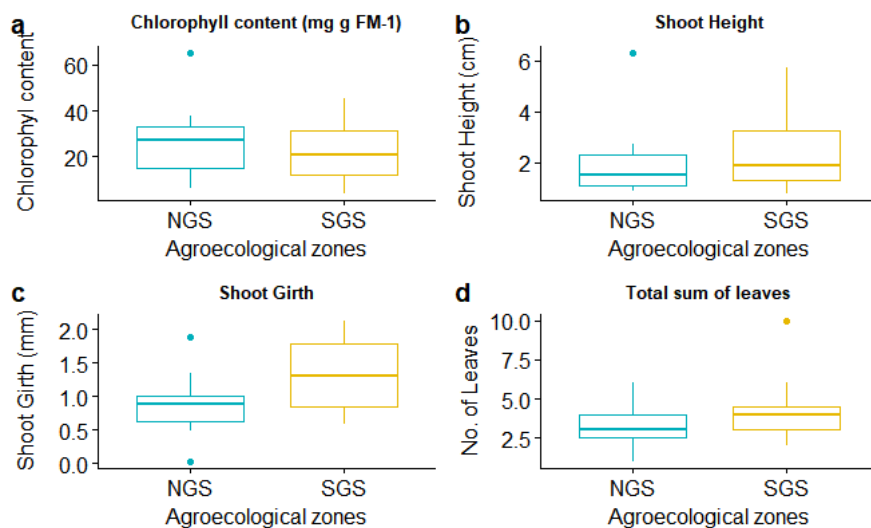 a
Chlorophyll content (mg g FM-1)
Chlorophyl content
60
40
20
NGS SGS
Agroecological zones
b
Shoot Height
Shoot Height (cm)
6
4
2
NGS SGS
Agroecological zones
c
Shoot Girth
Shoot Girth (mm)
2.0
1.5
1.0
0.5
0.0
NGS SGS
Agroecological zones
d
Total sum of leaves
No. of Leaves
10.0
7.5
5.0
2.5
NGS SGS
Agroecological zones